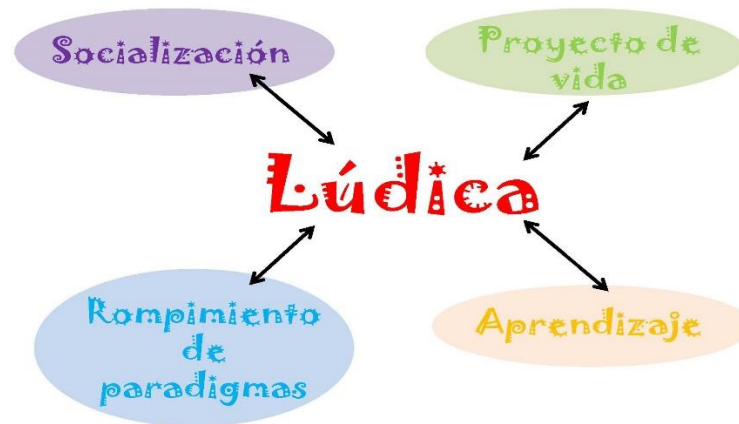 Socialización
Proyecto de
vida
Lúdica
Rompimiento
de
paradigmas
Aprendizaje